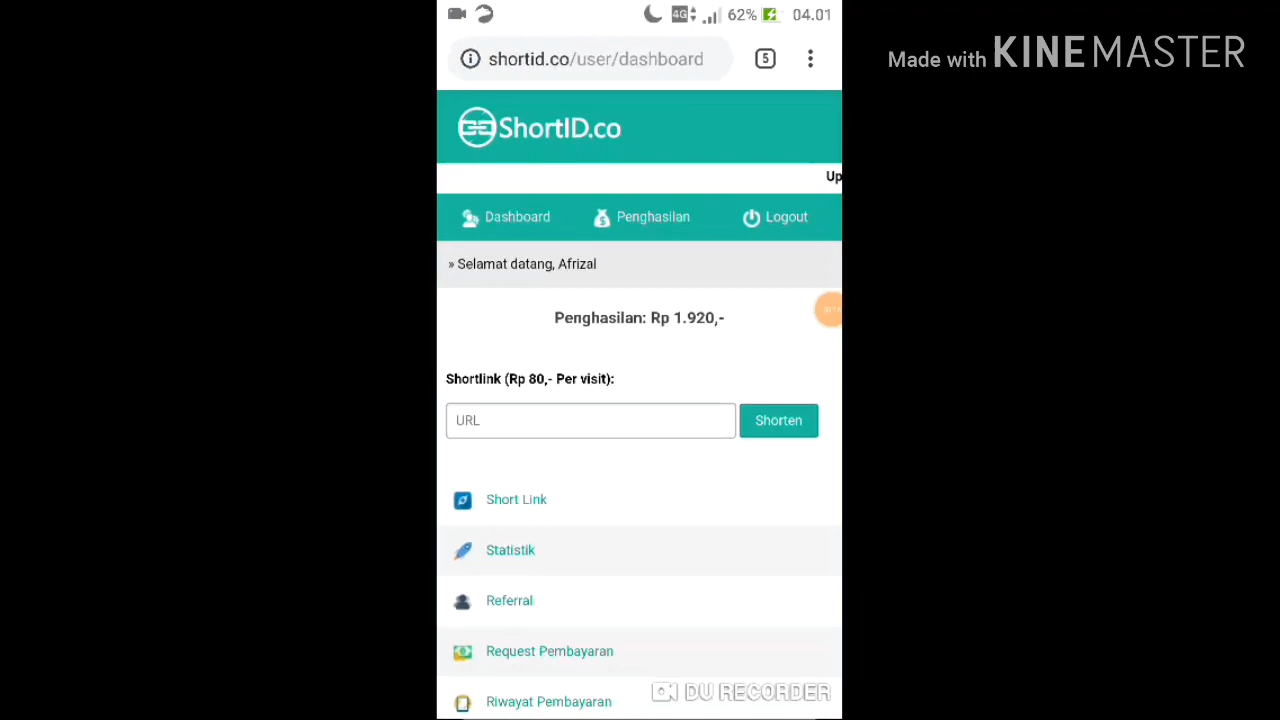 4G 62% 04.01
Made with KINEMASTER
shortid.co/user/dashboard
5
ShortID.co
Up
Dashboard Penghasilan Logout
» Selamat datang, Afrizal
Penghasilan: Rp 1.920,-
Shortlink (Rp 80,- Per visit):
URL Shorten
Short Link
Statistik
Referral
Request Pembayaran
Riwayat Pembayaran
DU RECORDER